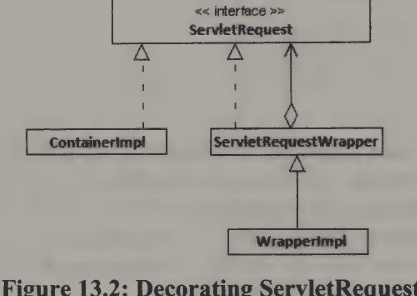 << interface >>
ServletRequest
ContainerImpl
ServletRequestWrapper
WrapperImpl
Figure 13.2: Decorating ServletRequest